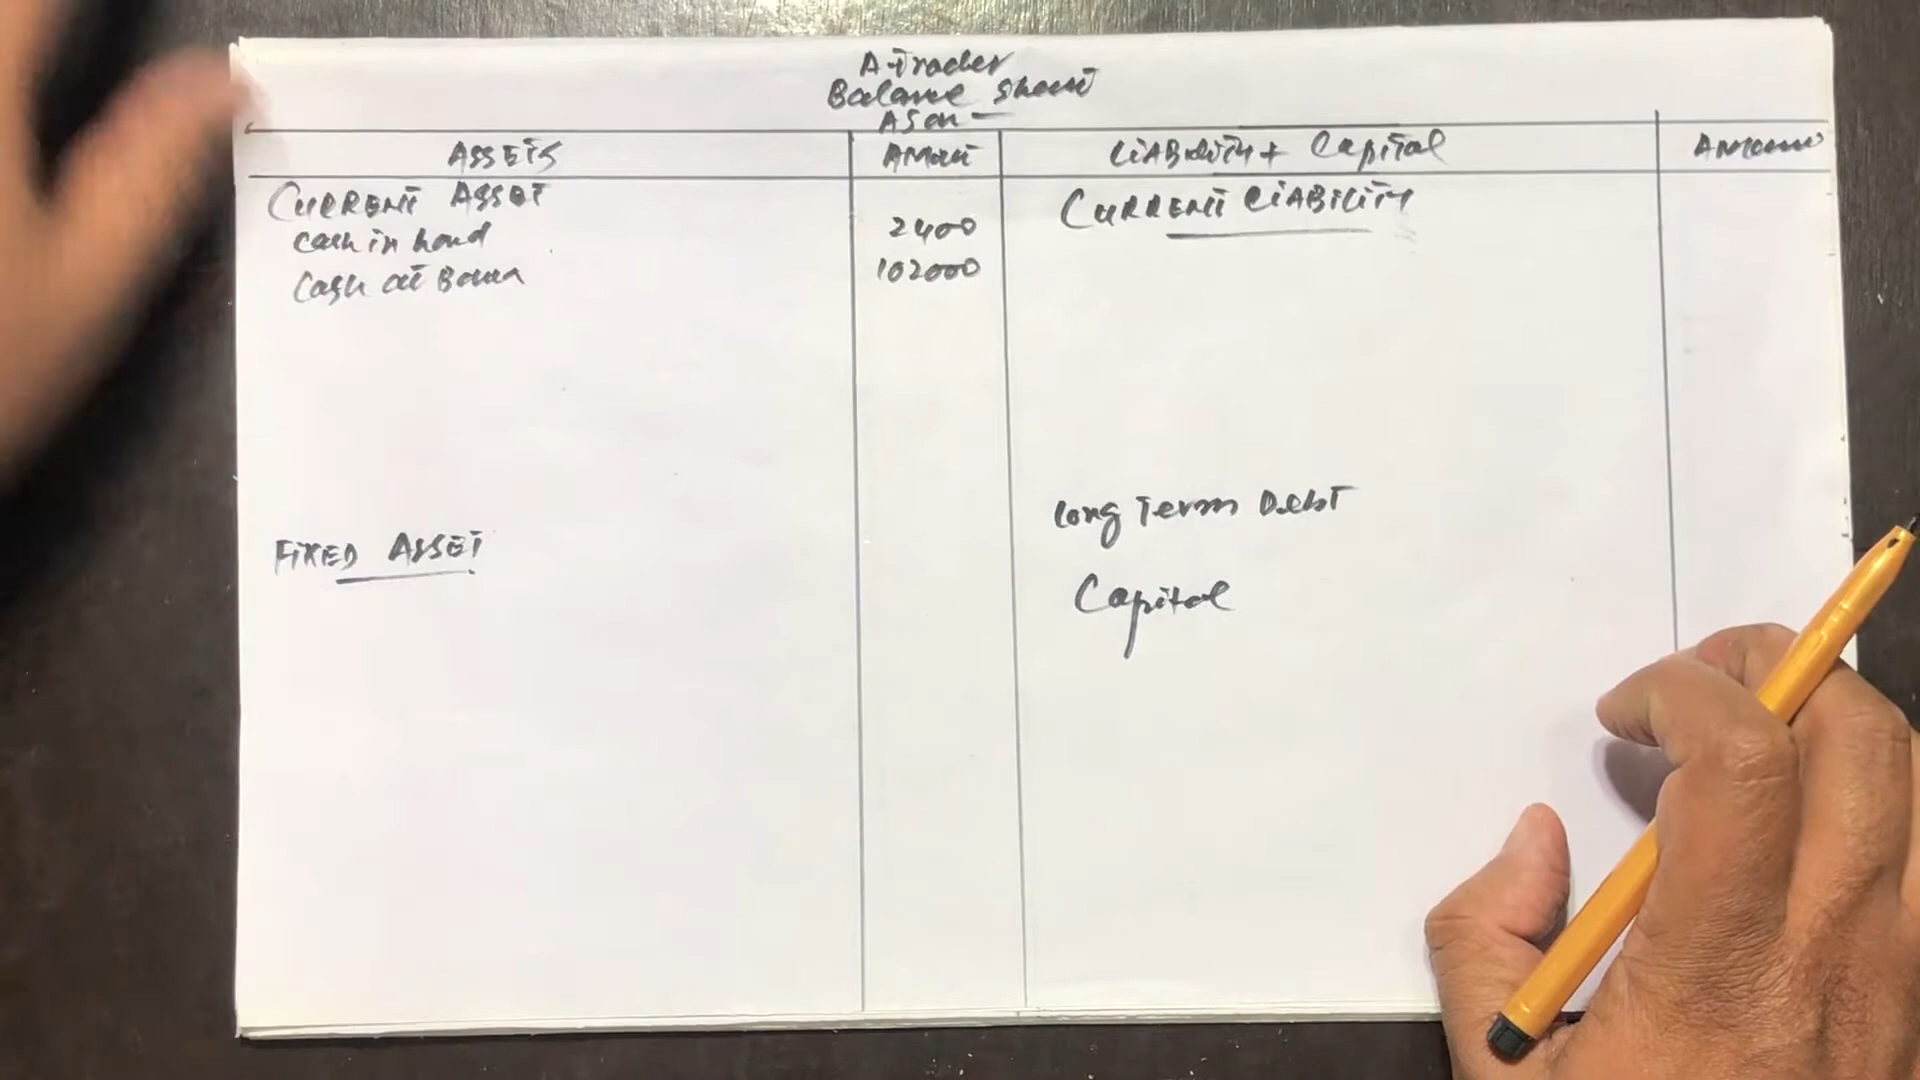 A-Trader
Balance Sheet
AS on —
ASSETS
Amount
LIABILITY + Capital
Amount
CURRENT ASSET
Cash in hand
2400
Cash at Bank
102000
FIXED ASSET
CURRENT LIABILITY
Long Term Debt
Capital